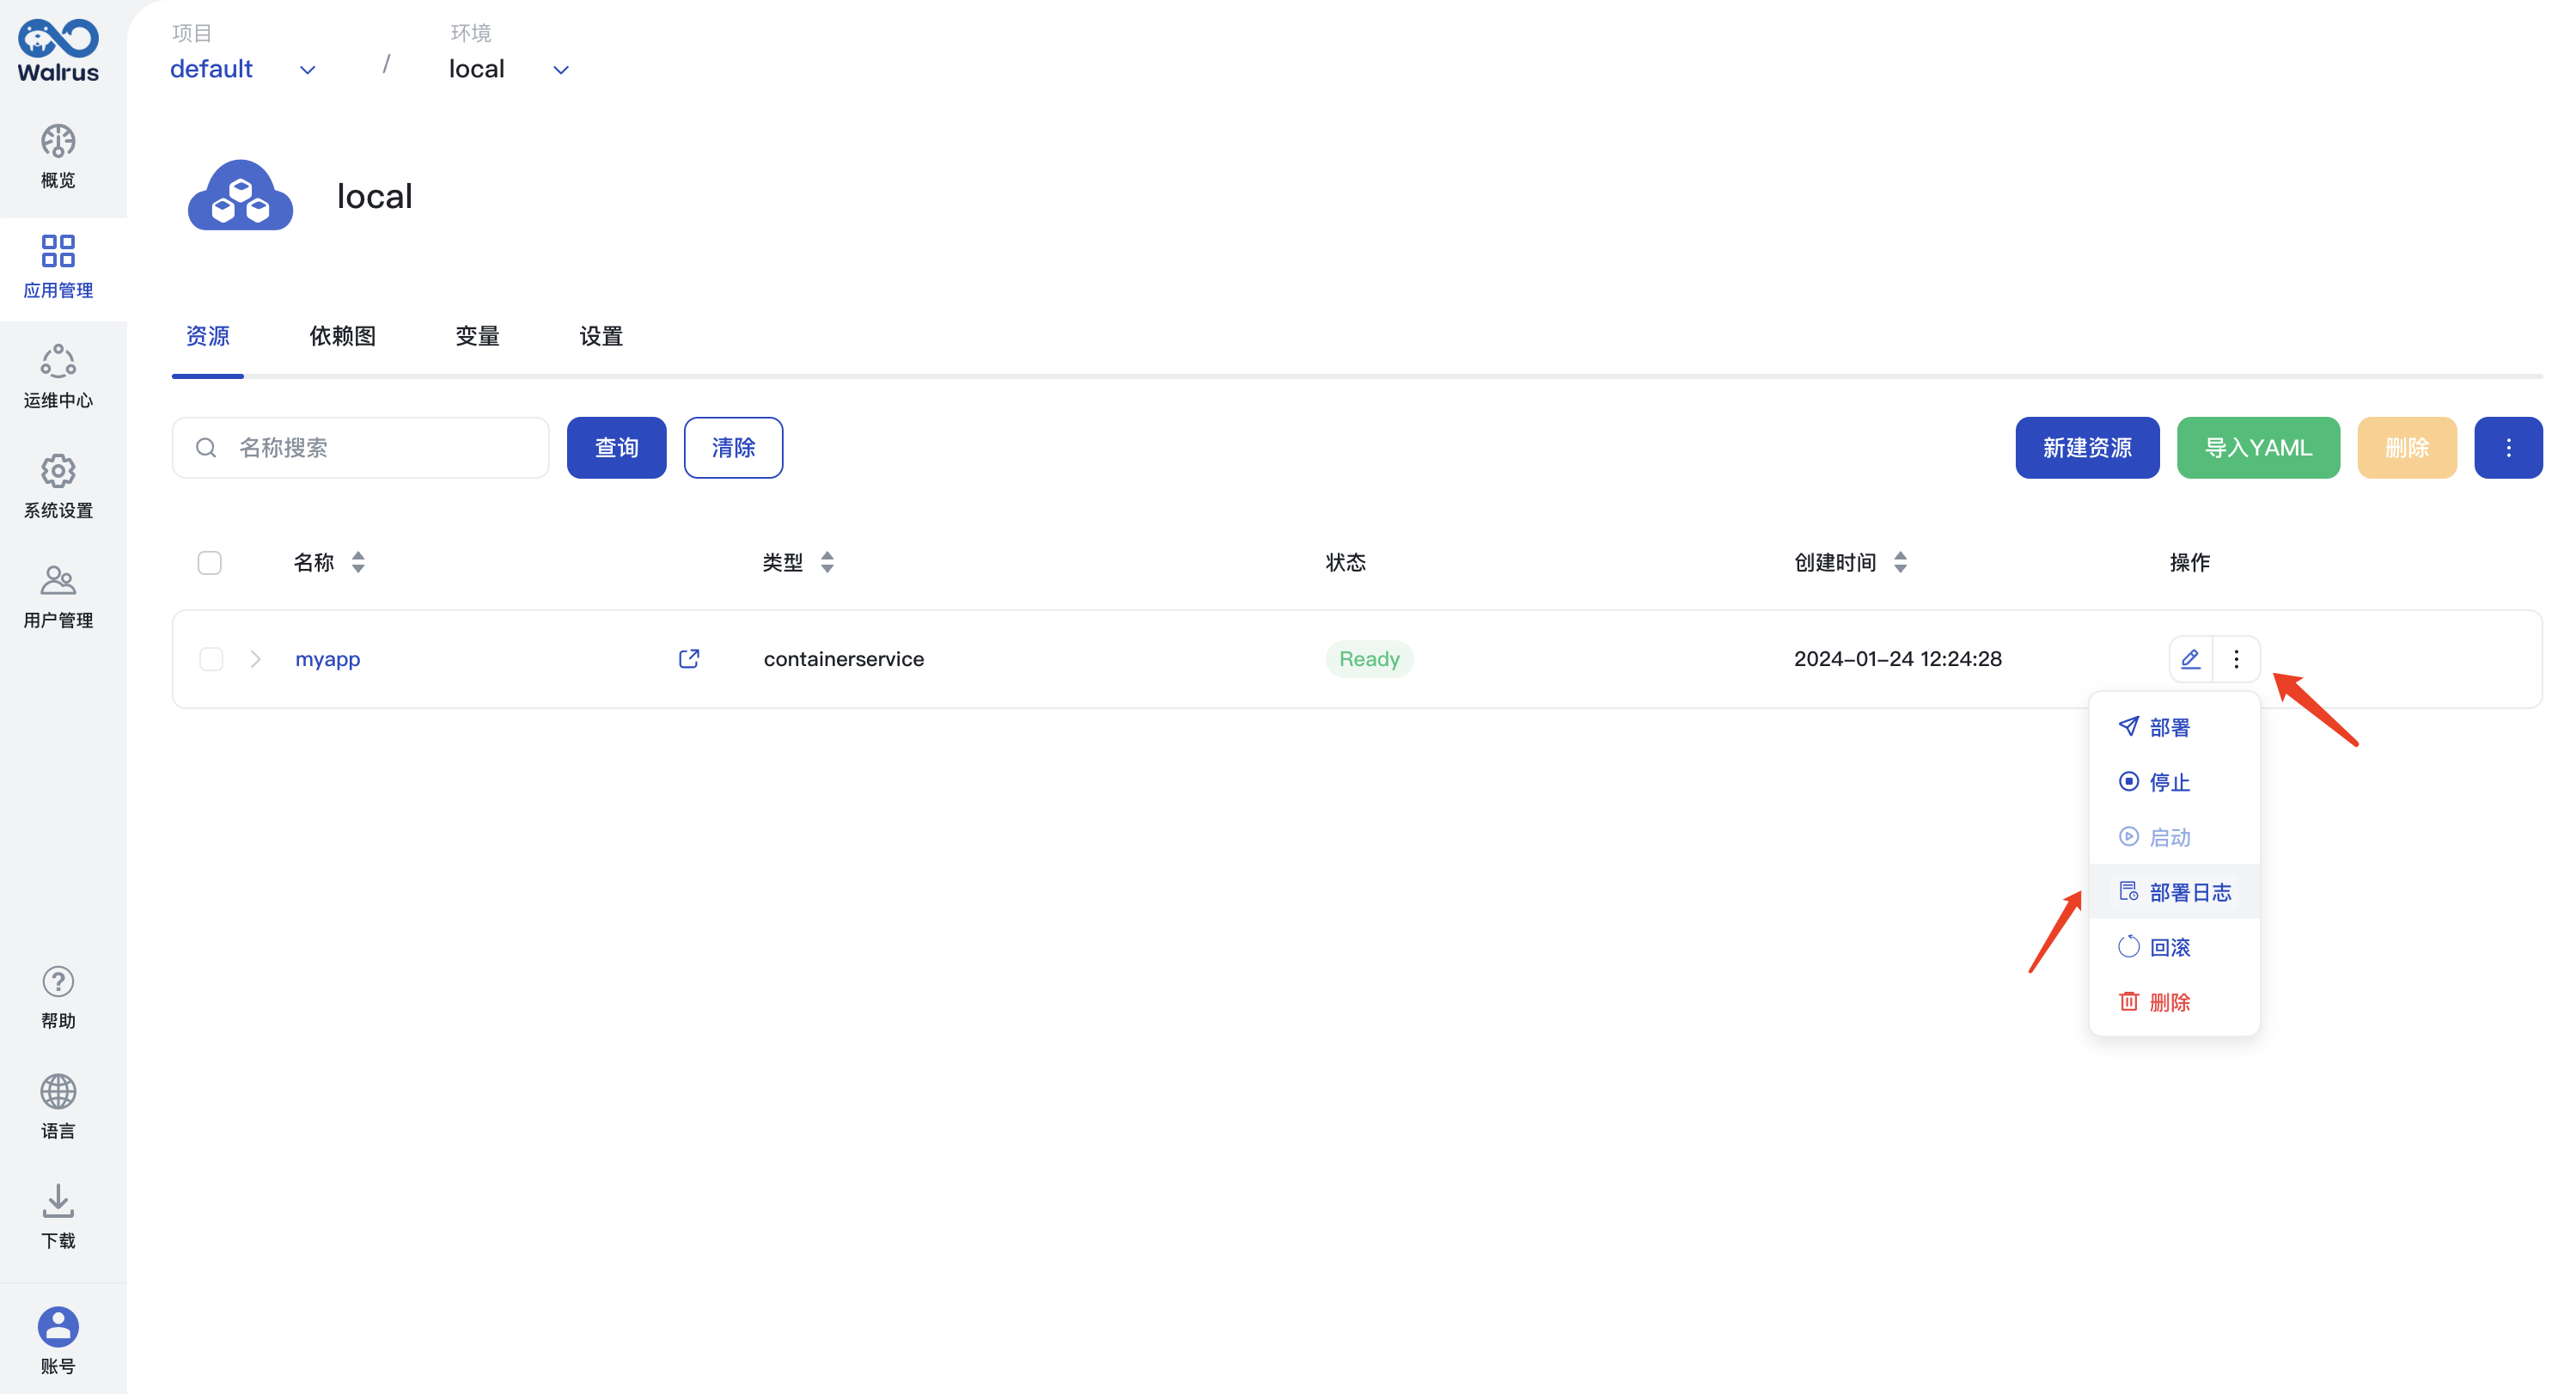 Walrus
概览
应用管理
运维中心
系统设置
用户管理
帮助
语言
下载
账号
项目
default
/
环境
local
local
资源
依赖图
变量
设置
名称搜索
查询
清除
新建资源
导入YAML
删除
名称
类型
状态
创建时间
操作
myapp
containerservice
Ready
2024-01-24 12:24:28
部署
停止
启动
部署日志
回滚
删除